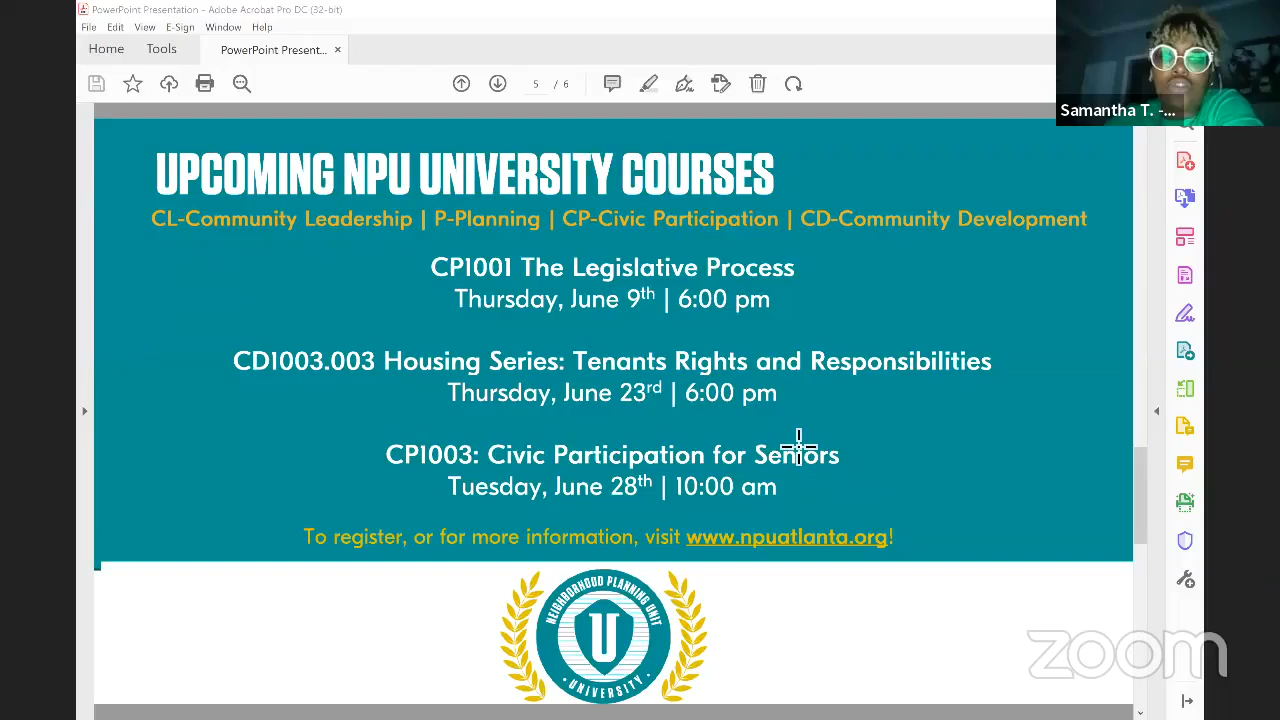 PowerPoint Presentation - Adobe Acrobat Pro DC (32-bit)
File Edit View E-Sign Window Help
Home Tools PowerPoint Present... ×
5 / 6
Samantha T. -...
UPCOMING NPU UNIVERSITY COURSES
CL-Community Leadership | P-Planning | CP-Civic Participation | CD-Community Development
CP1001 The Legislative Process
Thursday, June 9th | 6:00 pm
CD1003.003 Housing Series: Tenants Rights and Responsibilities
Thursday, June 23rd | 6:00 pm
CP1003: Civic Participation for Seniors
Tuesday, June 28th | 10:00 am
To register, or for more information, visit www.npuatlanta.org!
NEIGHBORHOOD PLANNING UNIT
U
• UNIVERSITY •
zoom